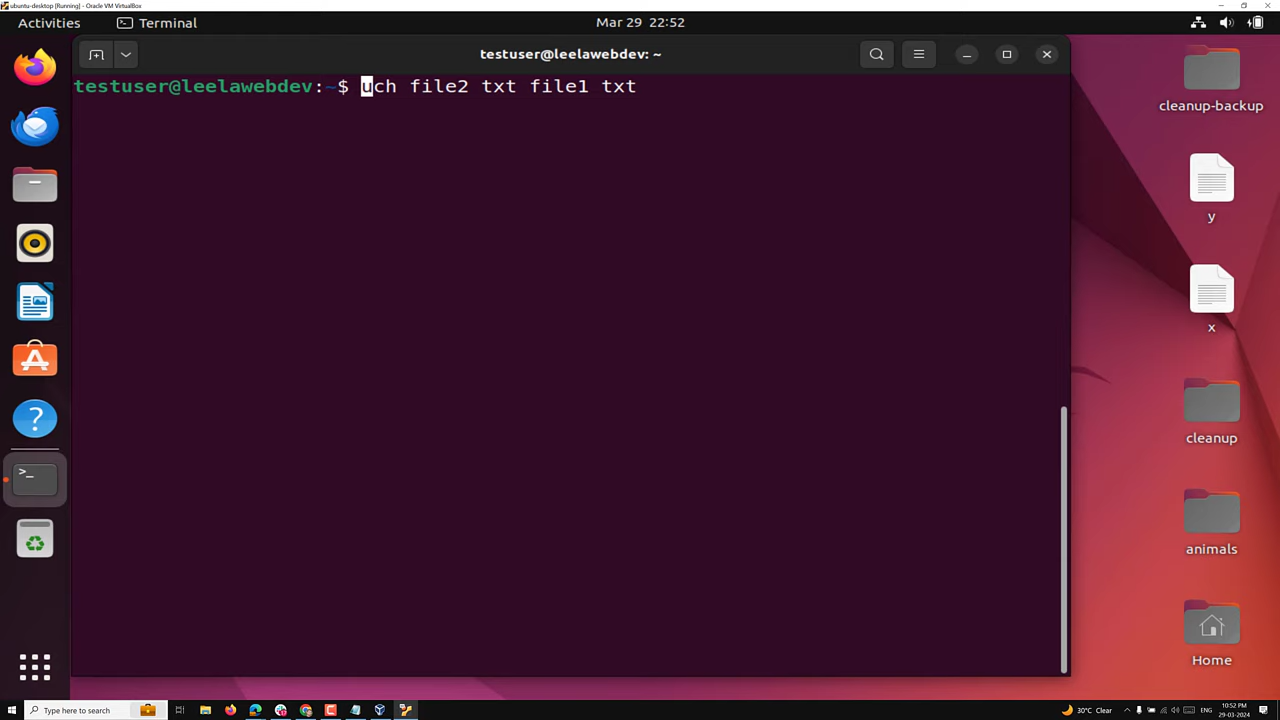 ubuntu-desktop [Running] - Oracle VM VirtualBox
Activities
Terminal
Mar 29 22:52
testuser@leelawebdev: ~
testuser@leelawebdev:~$ uch file2 txt file1 txt
cleanup-backup
y
x
cleanup
animals
Home
Type here to search
30°C Clear
ENG
10:52 PM
29-03-2024